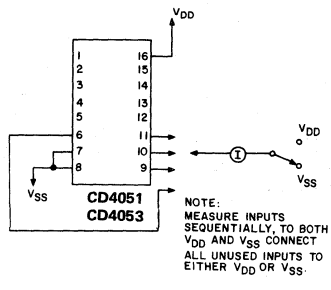 VDD
1 16
2 15
3 14
4 13
5 12
6 11
7 10
8 9
VSS
CD4051
CD4053
I
VDD
VSS
NOTE:
MEASURE INPUTS
SEQUENTIALLY, TO BOTH
VDD AND VSS CONNECT
ALL UNUSED INPUTS TO
EITHER VDD OR VSS.